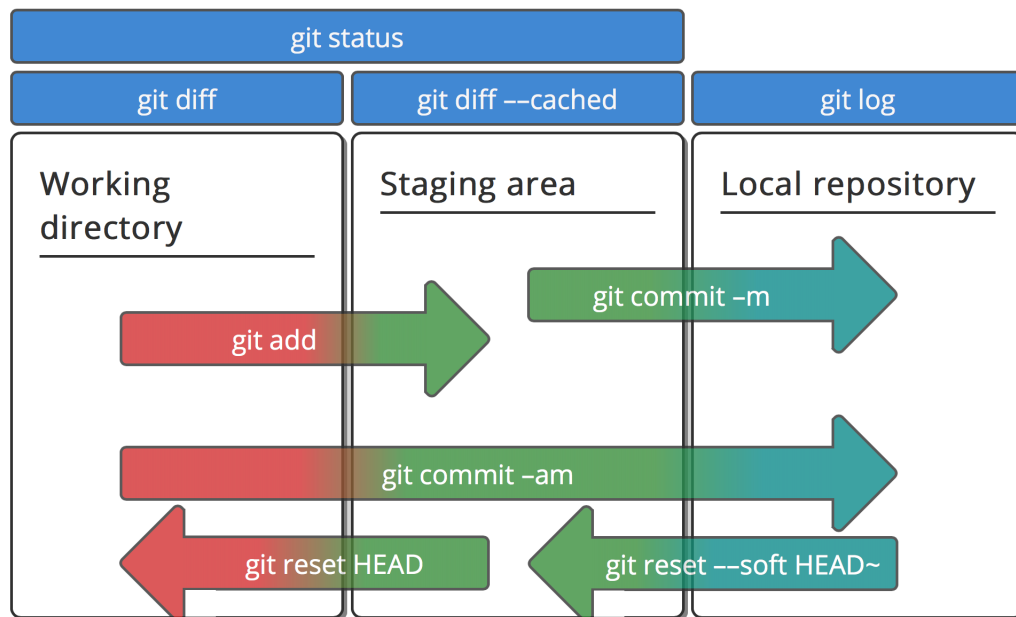 git status
git diff
git diff --cached
git log
Working
directory
Staging area
Local repository
git commit –m
git add
git commit –am
git reset HEAD
git reset --soft HEAD~